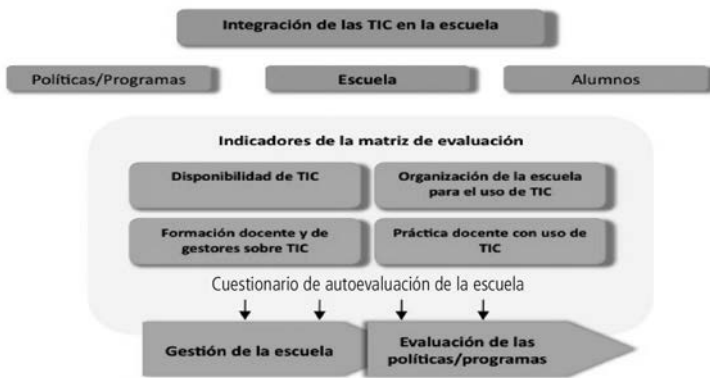 Integración de las TIC en la escuela
Políticas/Programas
Escuela
Alumnos
Indicadores de la matriz de evaluación
Disponibilidad de TIC
Organización de la escuela
para el uso de TIC
Formación docente y de
gestores sobre TIC
Práctica docente con uso de
TIC
Cuestionario de autoevaluación de la escuela
Gestión de la escuela
Evaluación de las
políticas/programas